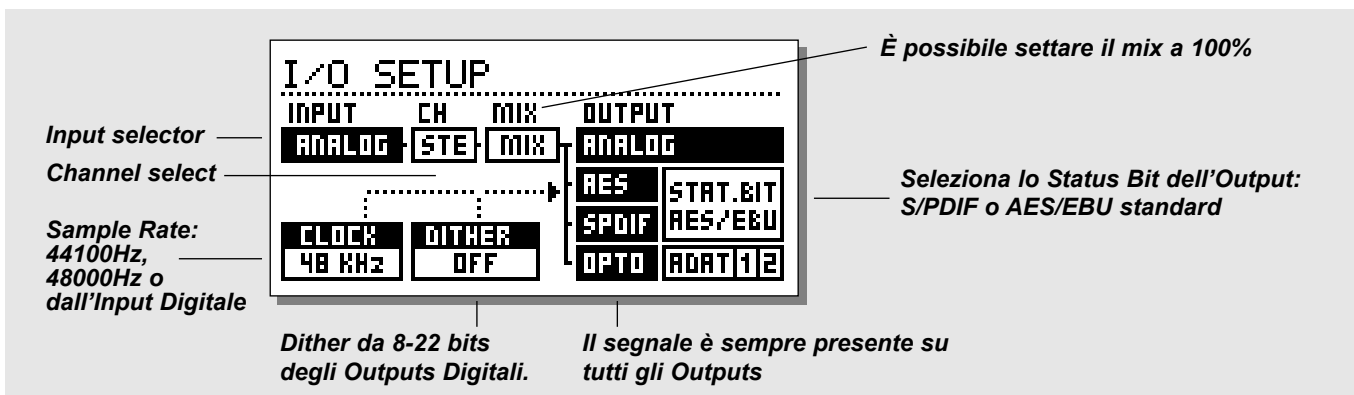 È possibile settare il mix a 100%
I/O SETUP
INPUT CH MIX OUTPUT
ANALOG STE MIX ANALOG
Input selector
Channel select
AES STAT.BIT
SPDIF AES/EBU
Seleziona lo Status Bit dell'Output:
S/PDIF o AES/EBU standard
Sample Rate:
44100Hz,
48000Hz o
dall'Input Digitale
CLOCK DITHER
48 KHz OFF OPTO ADAT 1 2
Dither da 8-22 bits
degli Outputs Digitali.
Il segnale è sempre presente su
tutti gli Outputs